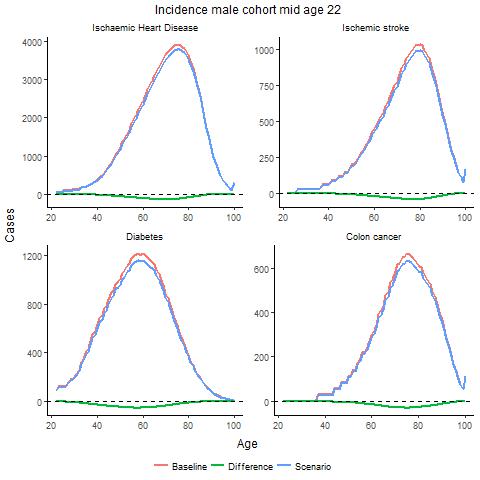 Incidence male cohort mid age 22
Ischaemic Heart Disease
Ischemic stroke
4000
3000
2000
1000
0
1000
750
500
250
0
20 40 60 80 100
20 40 60 80 100
Cases
Diabetes
Colon cancer
1200
800
400
0
600
400
200
0
20 40 60 80 100
20 40 60 80 100
Age
Baseline Difference Scenario